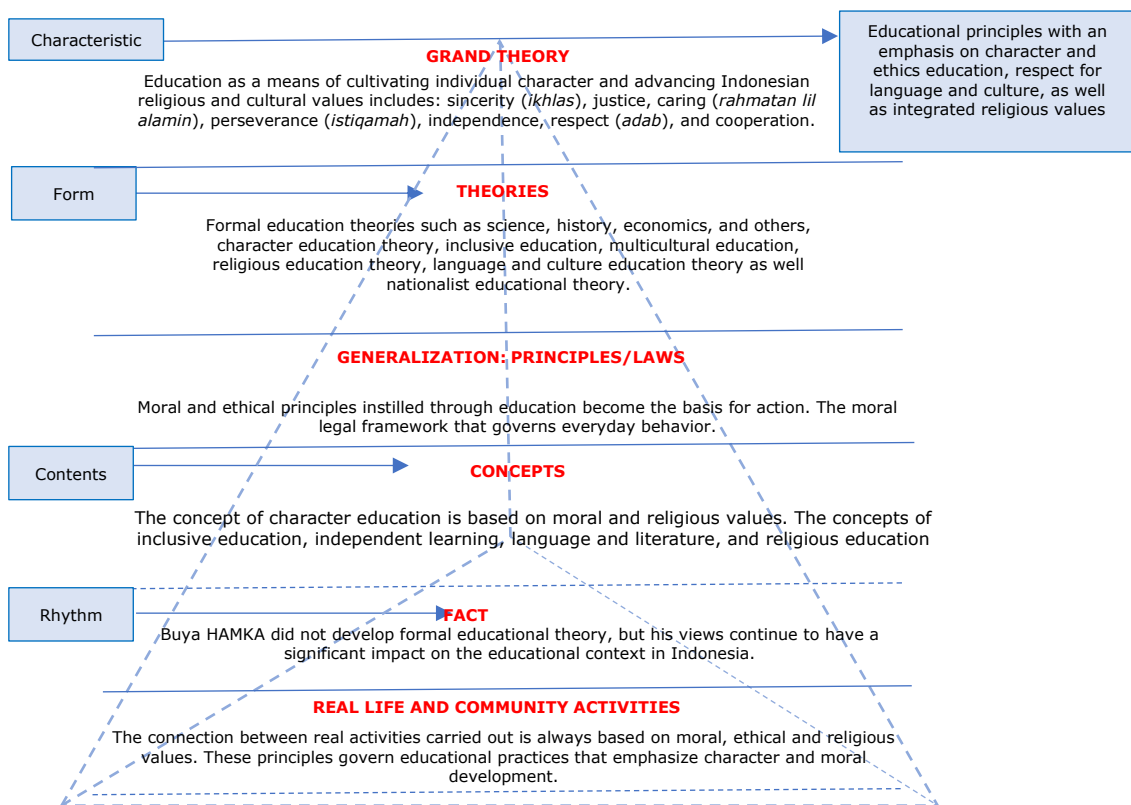 Characteristic
GRAND THEORY
Education as a means of cultivating individual character and advancing Indonesian
religious and cultural values includes: sincerity (ikhlas), justice, caring (rahmatan lil
alamin), perseverance (istiqamah), independence, respect (adab), and cooperation.
Educational principles with an
emphasis on character and
ethics education, respect for
language and culture, as well
as integrated religious values
Form
THEORIES
Formal education theories such as science, history, economics, and others,
character education theory, inclusive education, multicultural education,
religious education theory, language and culture education theory as well
nationalist educational theory.
GENERALIZATION: PRINCIPLES/LAWS
Moral and ethical principles instilled through education become the basis for action. The moral
legal framework that governs everyday behavior.
Contents
CONCEPTS
The concept of character education is based on moral and religious values. The concepts of
inclusive education, independent learning, language and literature, and religious education
Rhythm
FACT
Buya HAMKA did not develop formal educational theory, but his views continue to have a
significant impact on the educational context in Indonesia.
REAL LIFE AND COMMUNITY ACTIVITIES
The connection between real activities carried out is always based on moral, ethical and religious
values. These principles govern educational practices that emphasize character and moral
development.